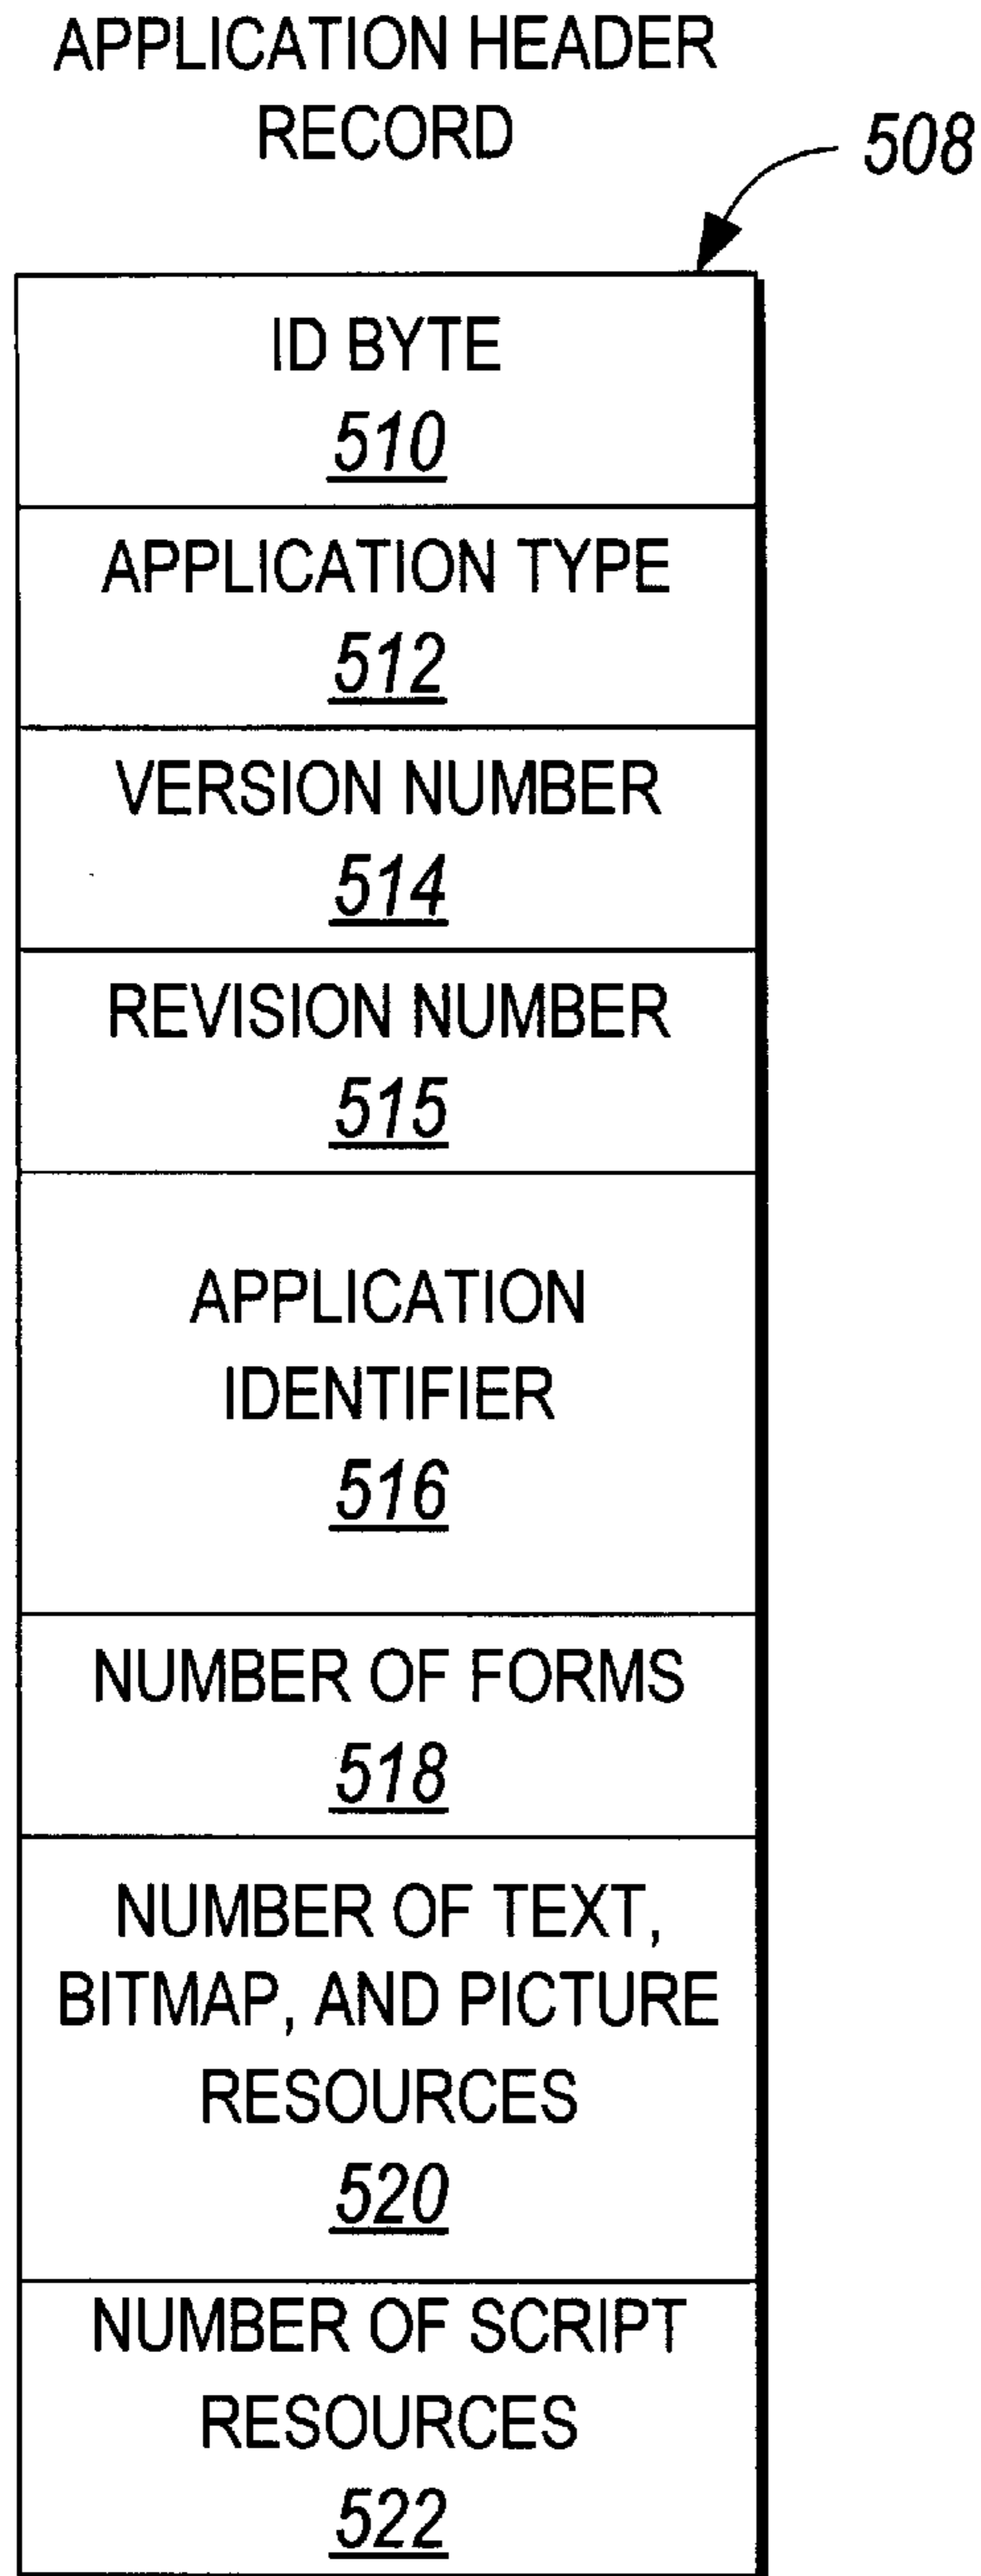 APPLICATION HEADER
RECORD
508
ID BYTE
510
APPLICATION TYPE
512
VERSION NUMBER
514
REVISION NUMBER
515
APPLICATION
IDENTIFIER
516
NUMBER OF FORMS
518
NUMBER OF TEXT,
BITMAP, AND PICTURE
RESOURCES
520
NUMBER OF SCRIPT
RESOURCES
522